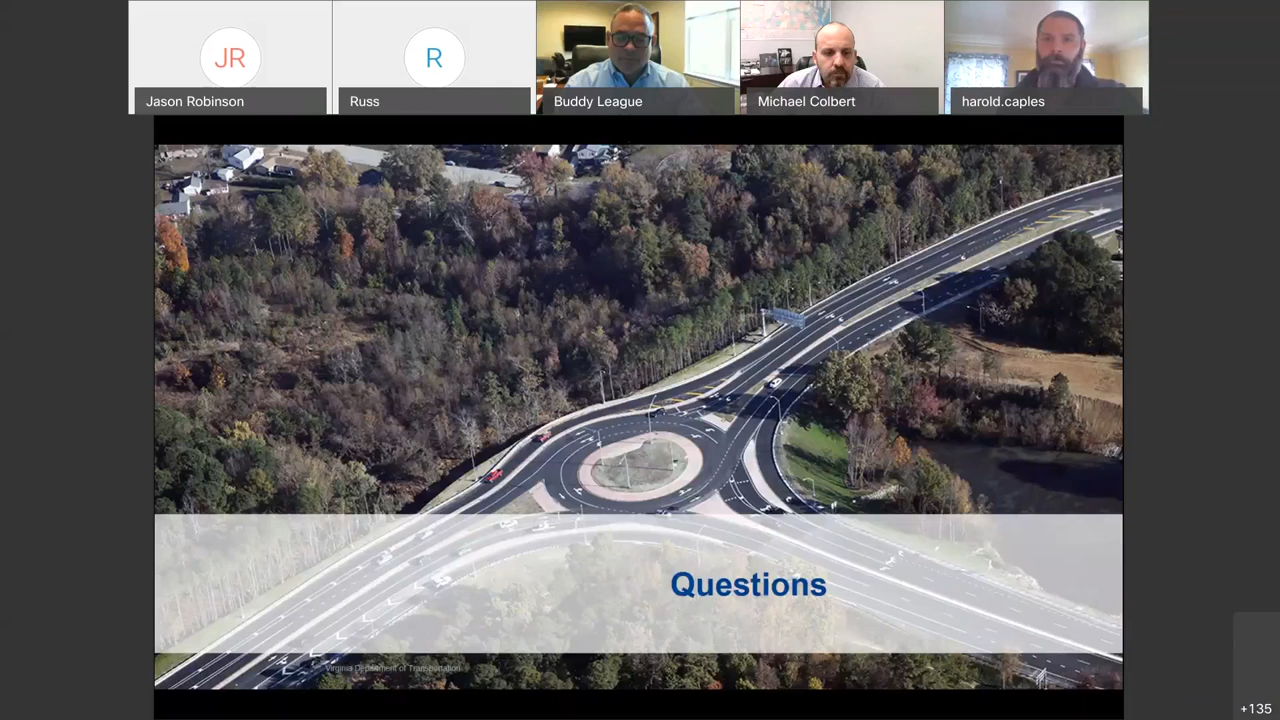 JR
R
Jason Robinson
Russ
Buddy League
Michael Colbert
harold.caples
Questions
Virginia Department of Transportation
+135